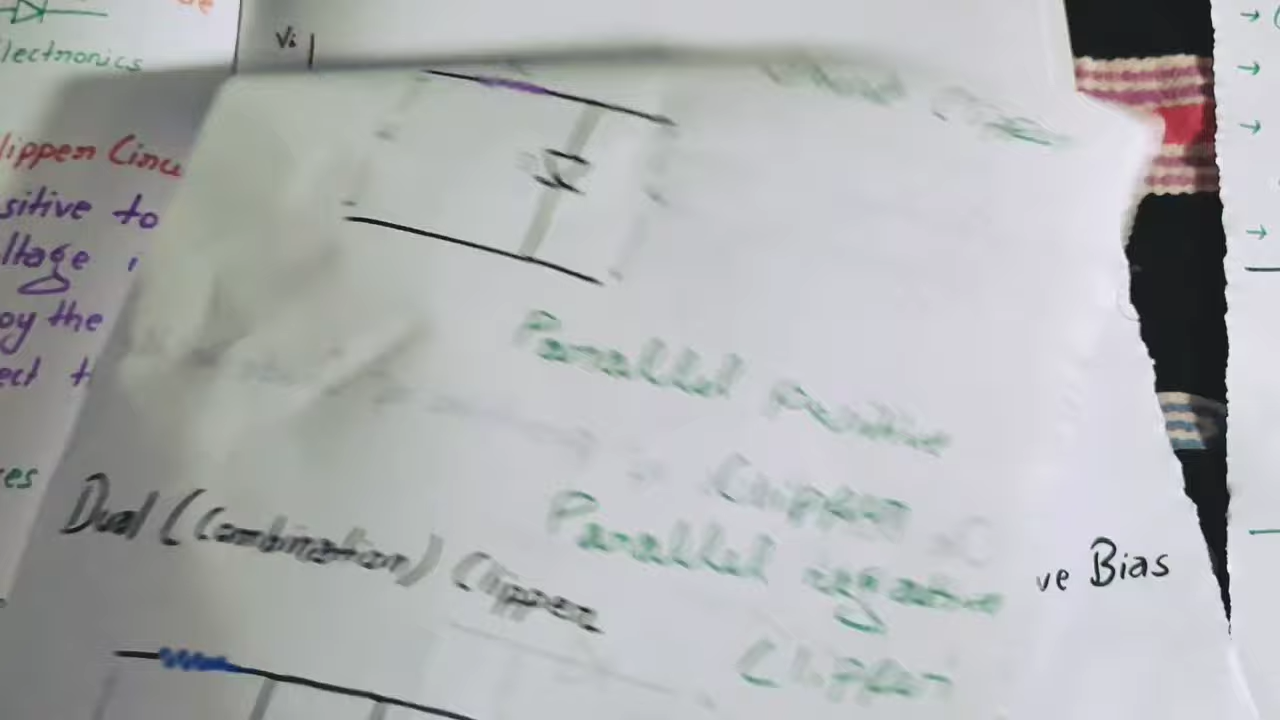 lectronics
Vi
lipper Circu
sitive to
ltage i
by the
ect t
es
Parallel positive
Clipper
Parallel negative
Clipper
Dual (Combination) Clipper
ve Bias